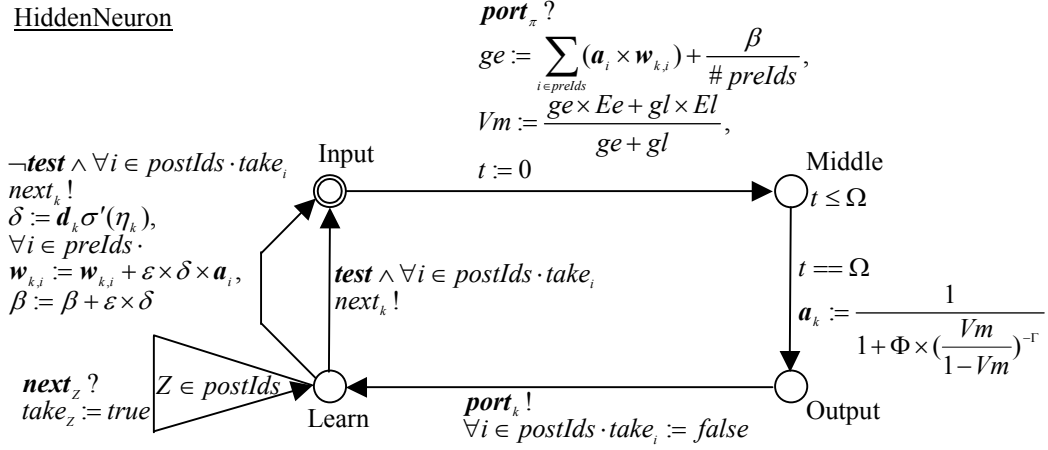 HiddenNeuron
port_π ?
ge := ∑_{i∈preIds} (a_i × w_{k,i}) + β / # preIds,
Vm := (ge × Ee + gl × El) / (ge + gl),
t := 0
Input
Middle
t ≤ Ω
¬test ∧ ∀i ∈ postIds · take_i
next_k !
δ := d_k σ'(η_k),
∀i ∈ preIds ·
w_{k,i} := w_{k,i} + ε × δ × a_i,
β := β + ε × δ
test ∧ ∀i ∈ postIds · take_i
next_k !
t == Ω
a_k := 1 / (1 + Φ × (Vm / (1 − Vm))^{−Γ})
next_Z ?
take_Z := true
Z ∈ postIds
Learn
port_k !
∀i ∈ postIds · take_i := false
Output